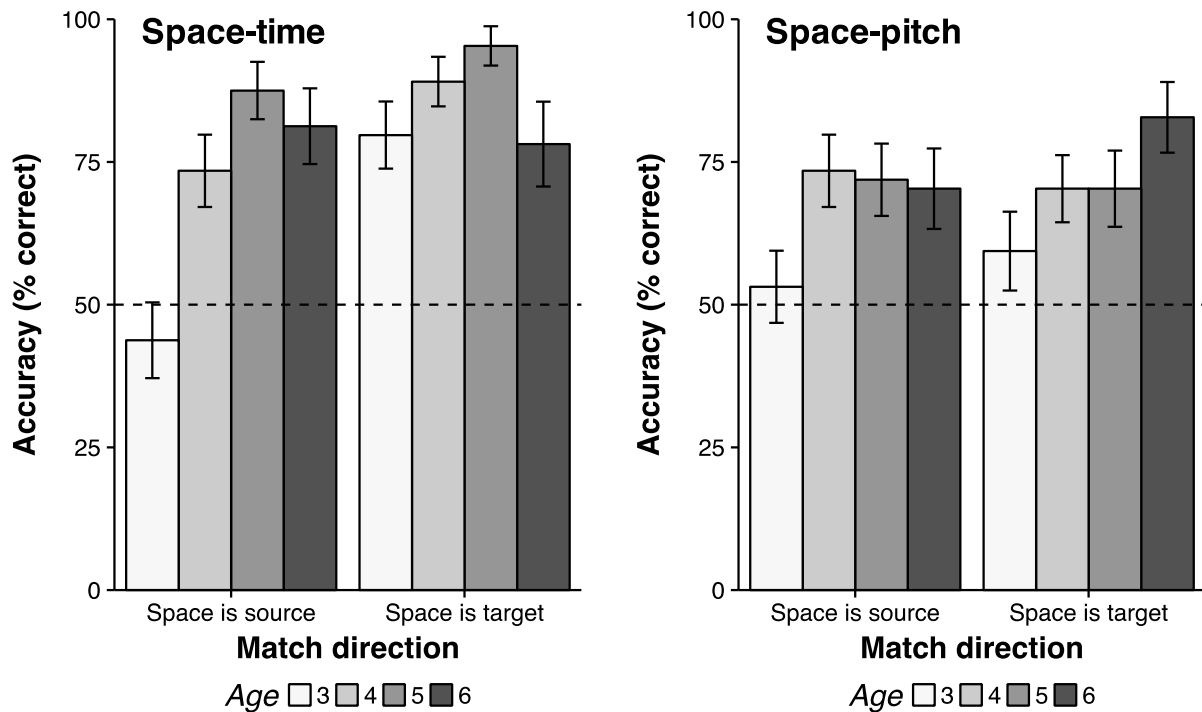 Space-time
Accuracy (% correct)
100
75
50
25
0
Space is source
Space is target
Match direction
Age 3 4 5 6
Space-pitch
Accuracy (% correct)
100
75
50
25
0
Space is source
Space is target
Match direction
Age 3 4 5 6